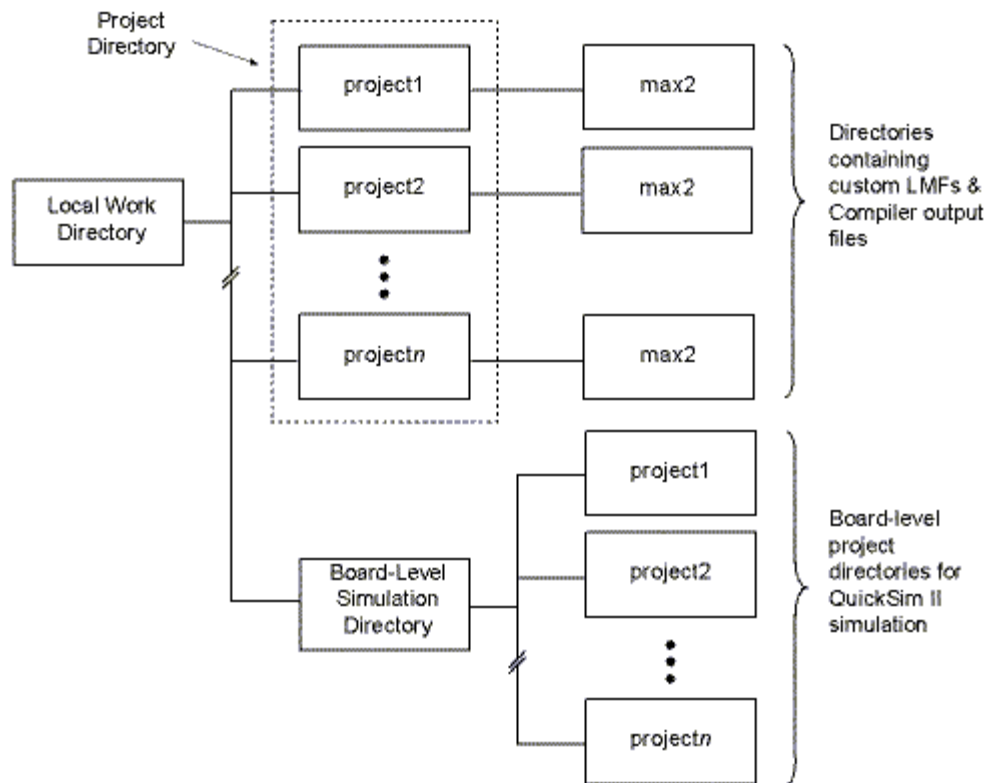 Project
Directory
project1
max2
project2
max2
Directories
containing
custom LMFs &
Compiler output
files
Local Work
Directory
projectn
max2
project1
Board-Level
Simulation
Directory
project2
Board-level
project
directories for
QuickSim II
simulation
projectn